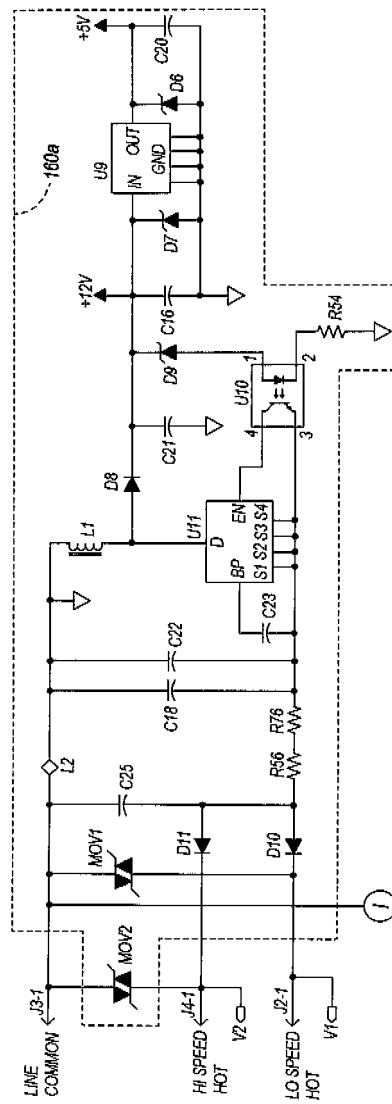 160a
+5V
C20
D6
U9
OUT
IN
GND
D7
+12V
C16
D9
R54
1
2
U10
4
3
C21
D8
L1
U11
D
EN
BP
S1 S2 S3 S4
C23
C22
C18
R76
R56
L2
C25
D11
D10
MOV1
MOV2
I
J3-1
LINE
COMMON
J4-1
HI SPEED
HOT
V2
J2-1
LO SPEED
HOT
V1